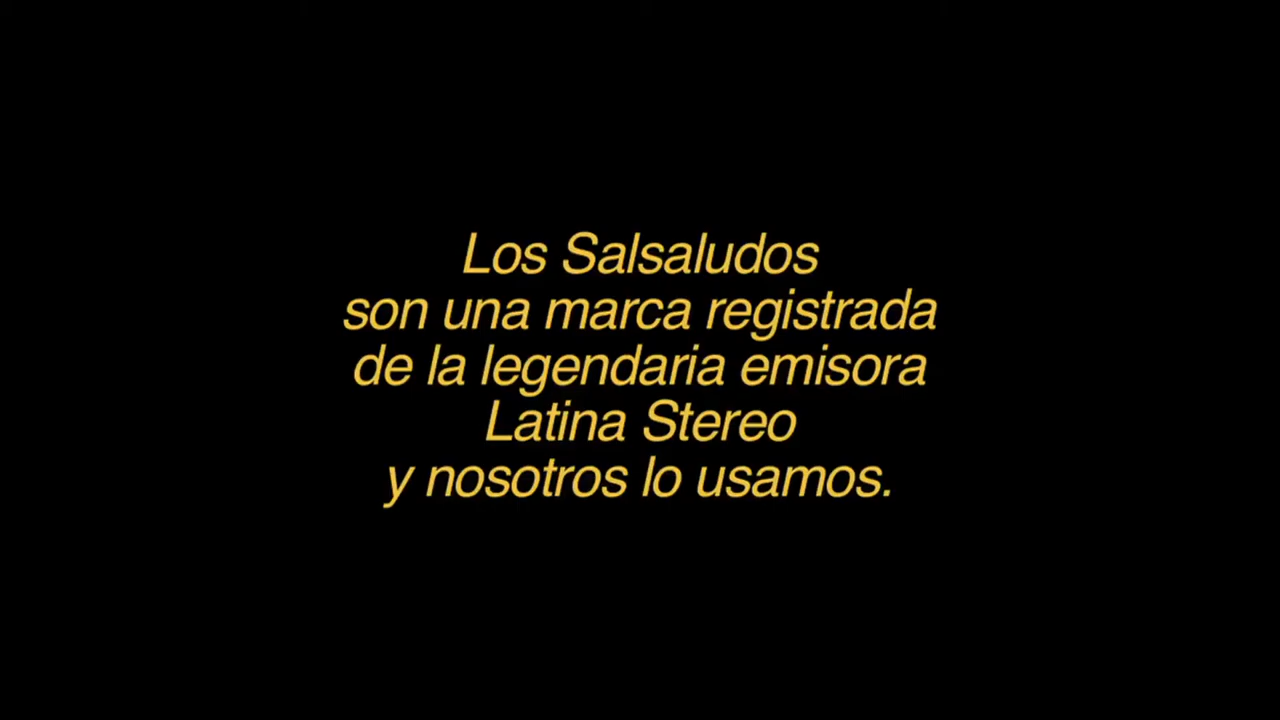 Los Salsaludos
son una marca registrada
de la legendaria emisora
Latina Stereo
y nosotros lo usamos.